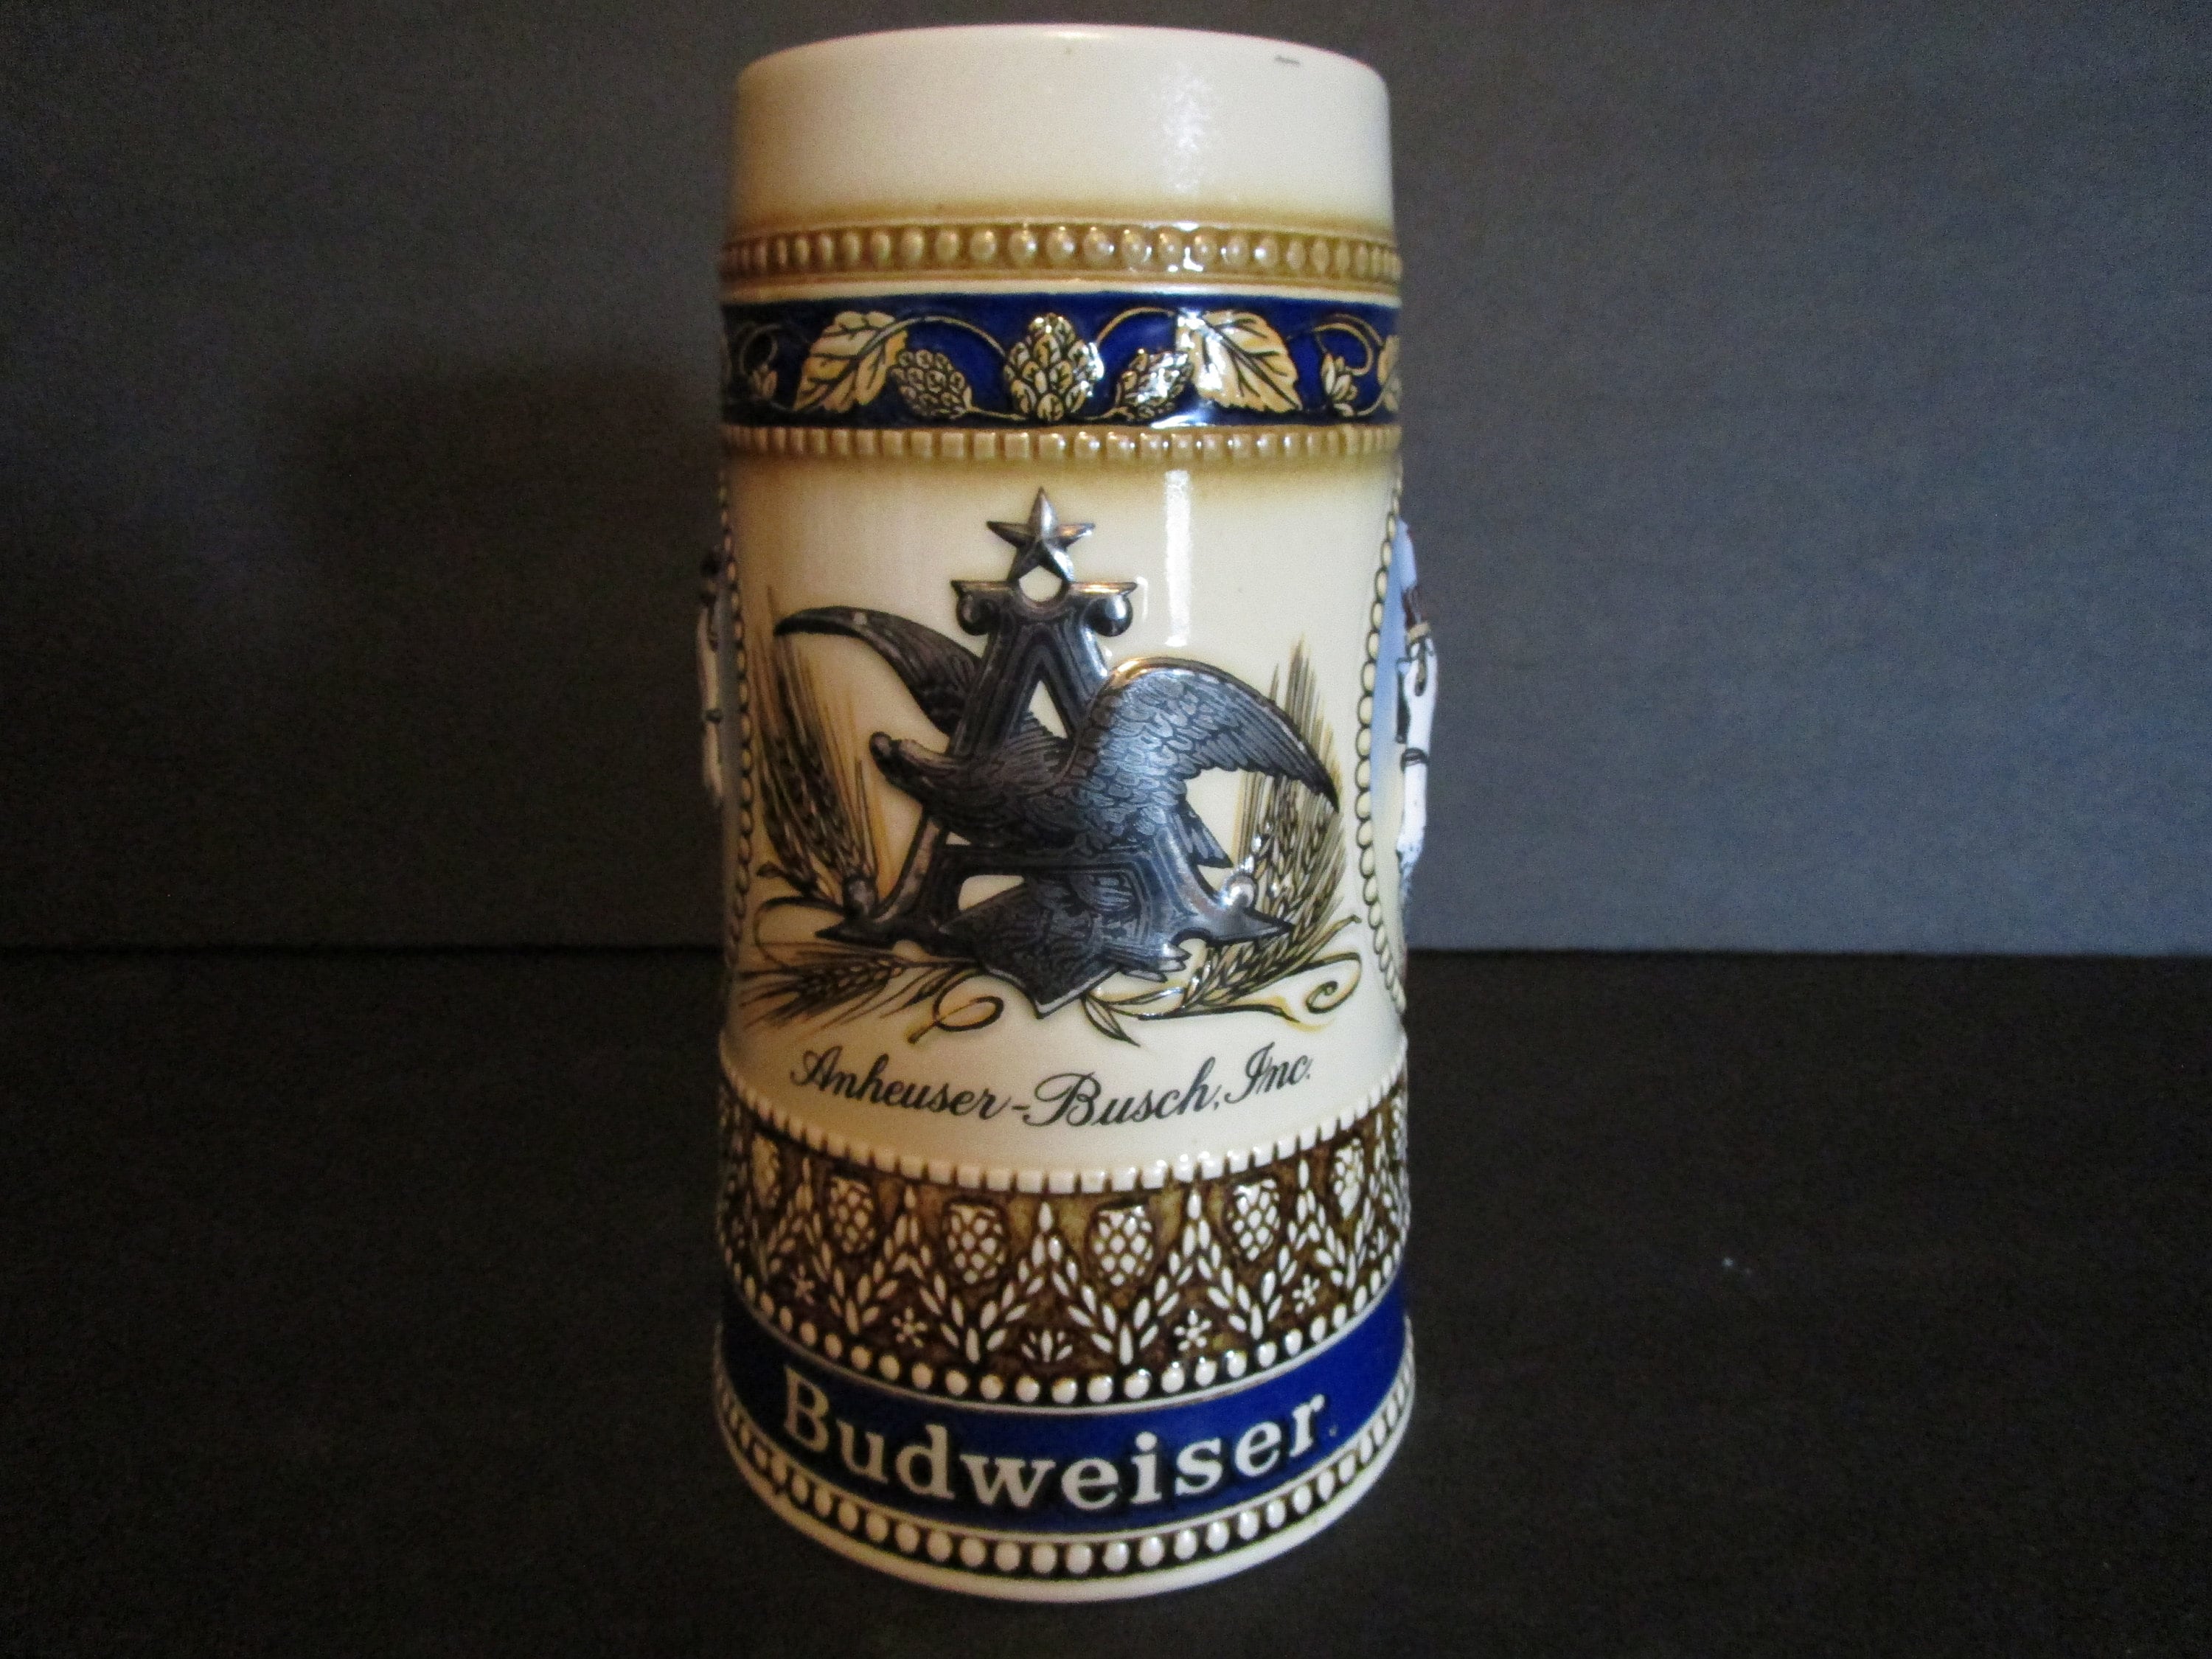 A
Anheuser-Busch, Inc.
Budweiser